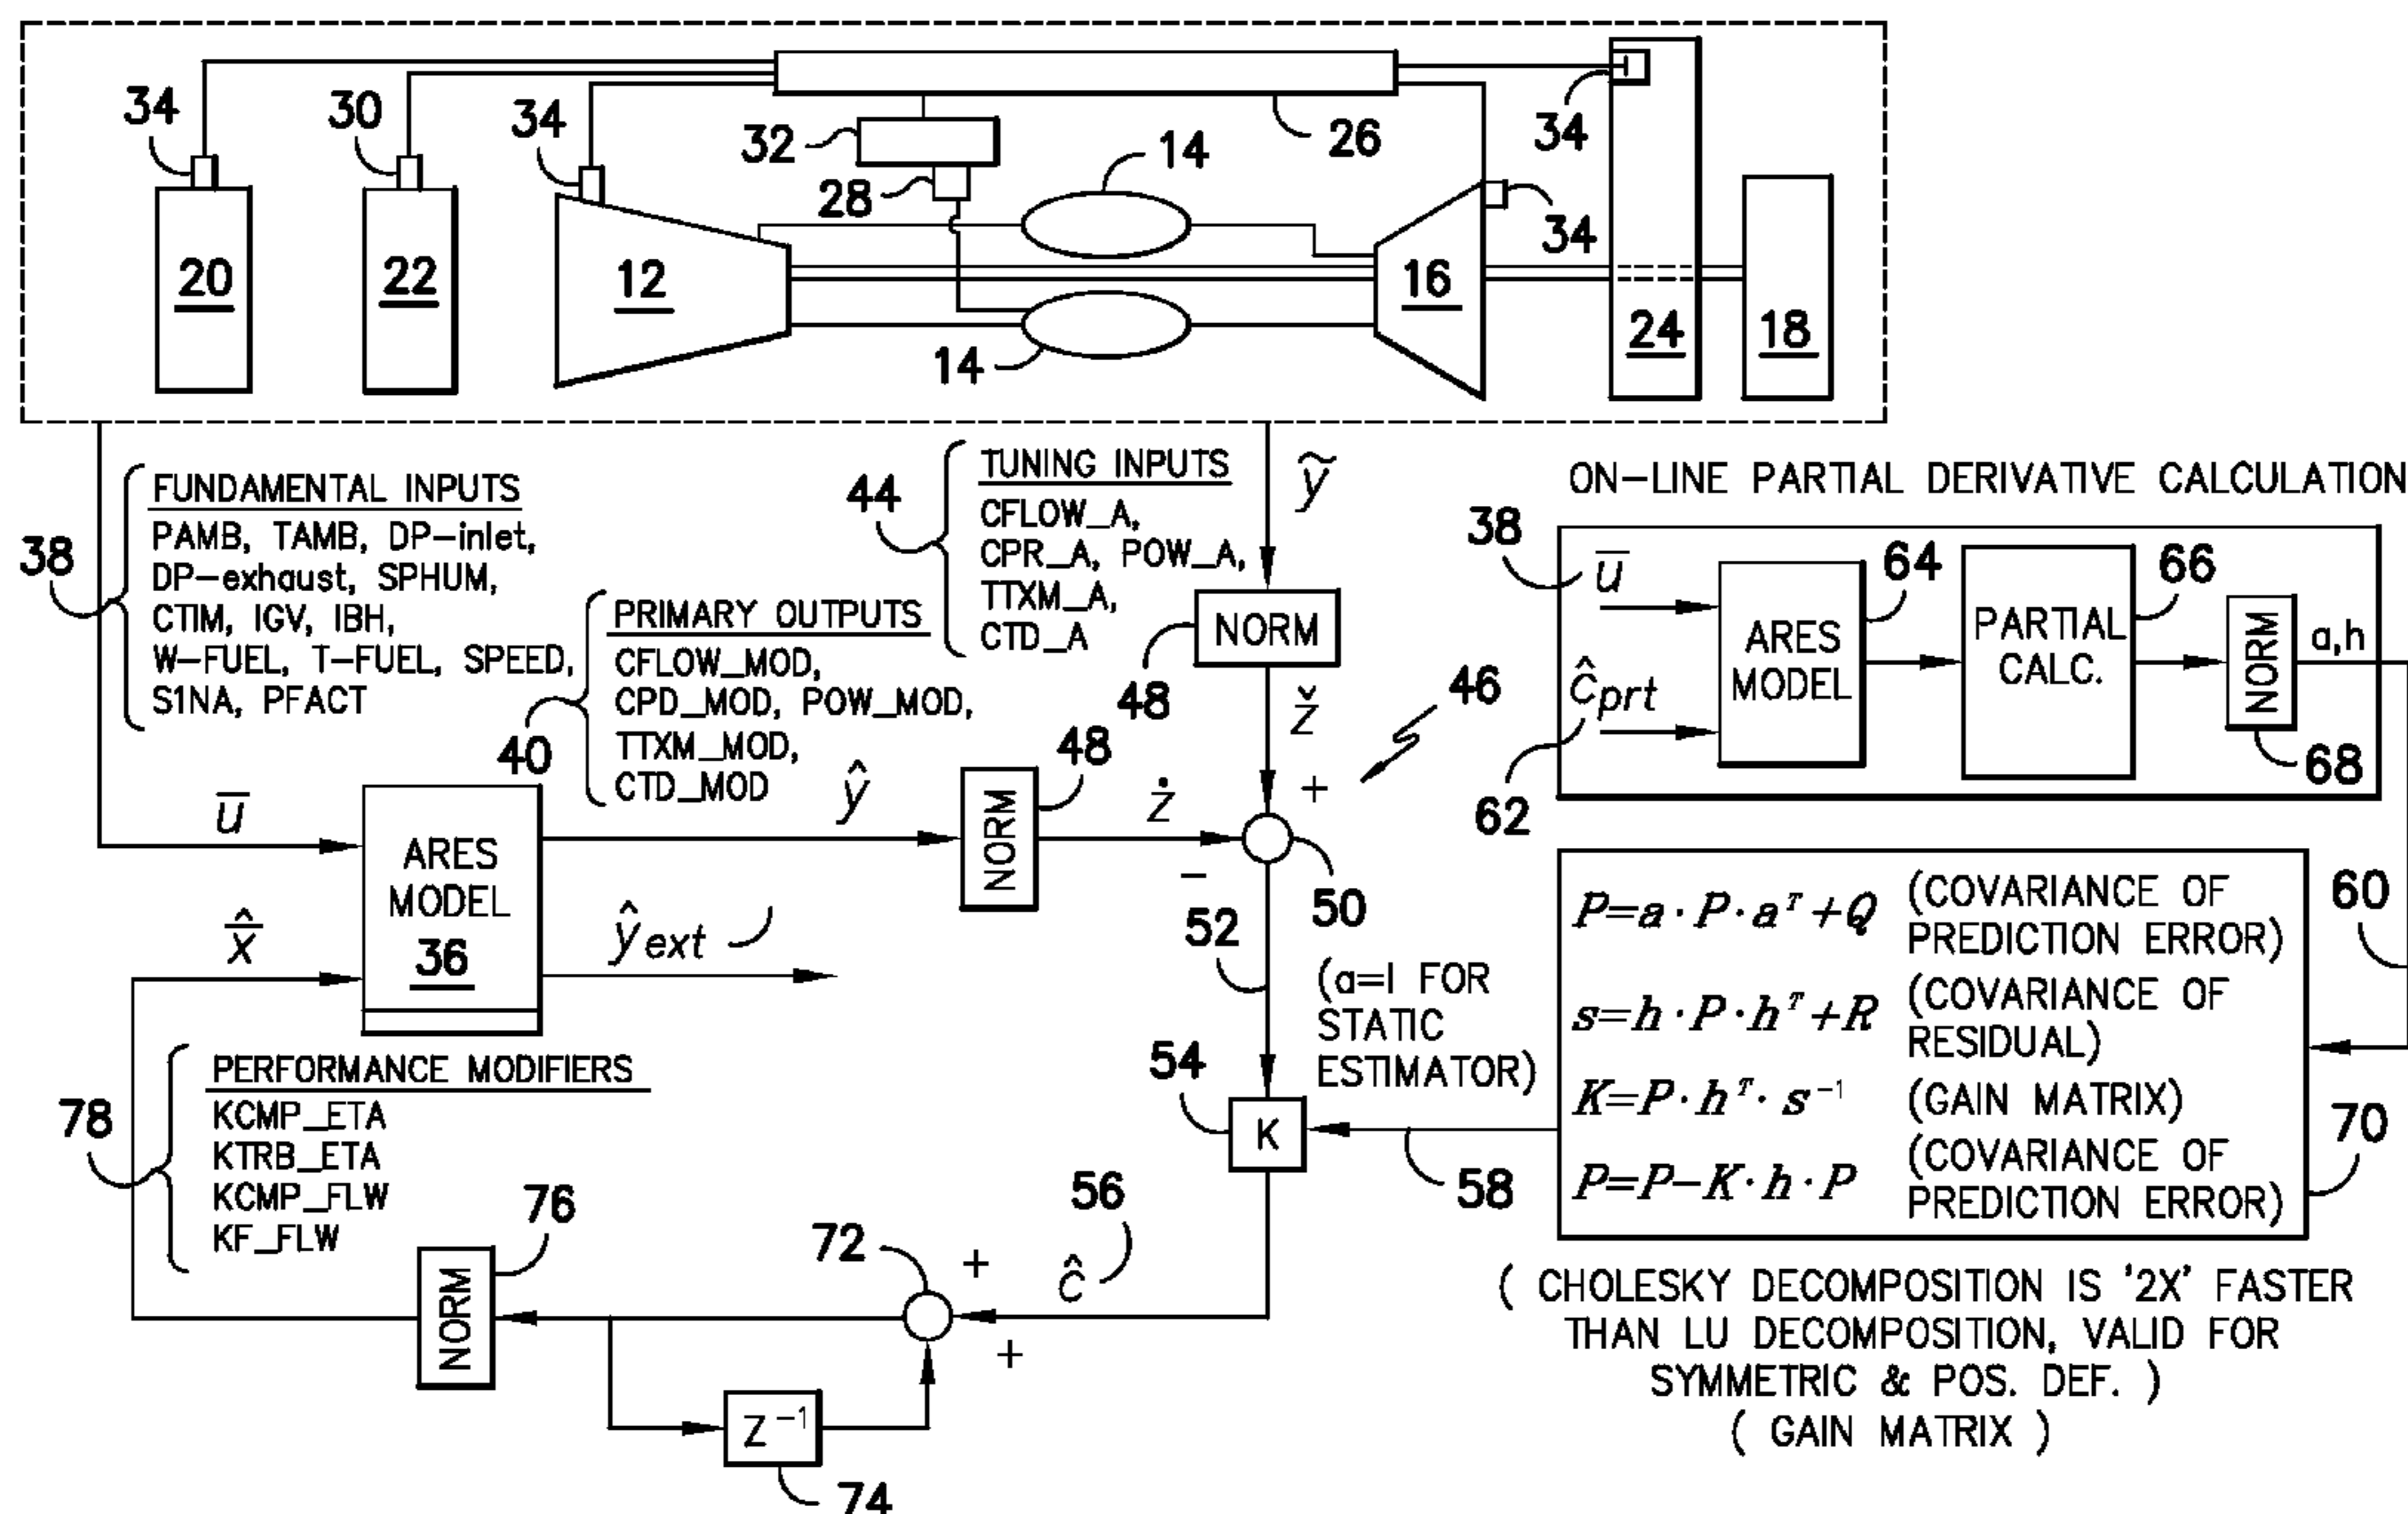 34
30
34
32
28
14
26
34
34
20
22
12
14
16
24
18
38
FUNDAMENTAL INPUTS
PAMB, TAMB, DP-inlet,
DP-exhaust, SPHUM,
CTIM, IGV, IBH,
W-FUEL, T-FUEL, SPEED,
S1NA, PFACT
40
PRIMARY OUTPUTS
CFLOW_MOD,
CPD_MOD, POW_MOD,
TTXM_MOD,
CTD_MOD
44
TUNING INPUTS
CFLOW_A,
CPR_A, POW_A,
TTXM_A,
CTD_A
ỹ
NORM
48
ž
+
46
ON-LINE PARTIAL DERIVATIVE CALCULATION
38
u̅
ĉprt
62
ARES
MODEL
64
PARTIAL
CALC.
66
NORM
68
a,h
60
u̅
x̂̅
ARES
MODEL
36
ŷ
ŷext
NORM
48
ż
−
50
52
(a=I FOR
STATIC
ESTIMATOR)
54
K
58
P=a·P·aᵀ+Q (COVARIANCE OF
PREDICTION ERROR)
s=h·P·hᵀ+R (COVARIANCE OF
RESIDUAL)
K=P·hᵀ·s⁻¹ (GAIN MATRIX)
P=P−K·h·P (COVARIANCE OF
PREDICTION ERROR)
70
( CHOLESKY DECOMPOSITION IS '2X' FASTER
THAN LU DECOMPOSITION, VALID FOR
SYMMETRIC & POS. DEF. )
( GAIN MATRIX )
78
PERFORMANCE MODIFIERS
KCMP_ETA
KTRB_ETA
KCMP_FLW
KF_FLW
76
NORM
72
+
+
ĉ
56
Z⁻¹
74